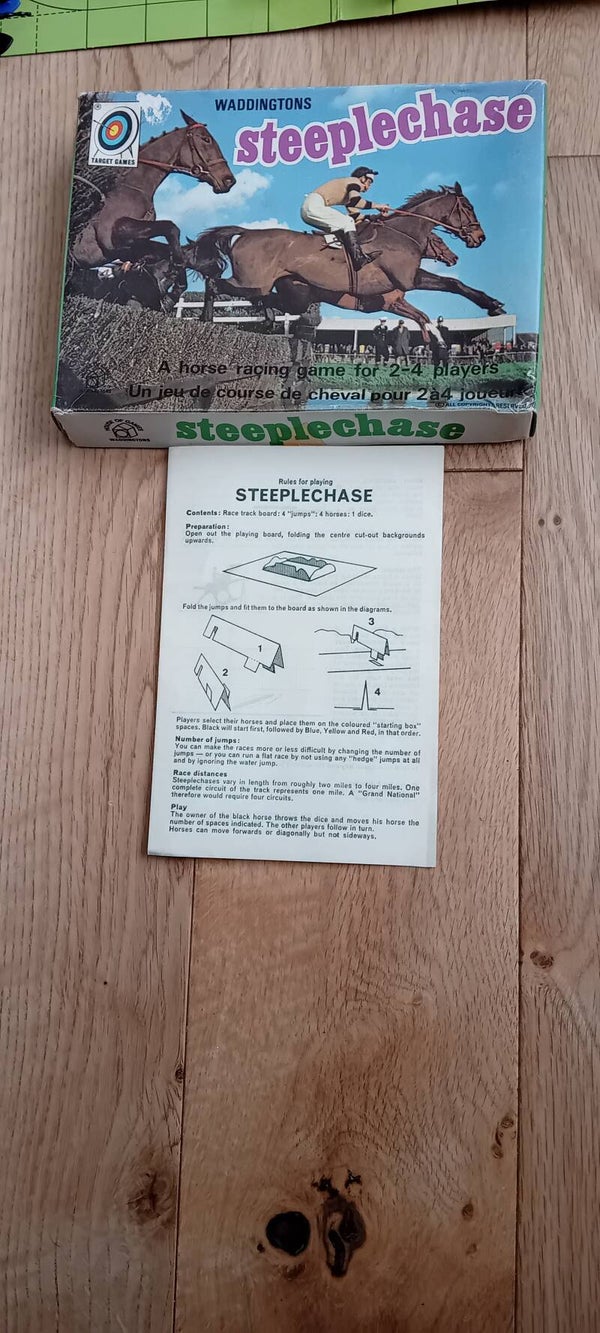 WADDINGTONS
steeplechase
TARGET GAMES
A horse racing game for 2-4 players
Un jeu de course de cheval pour 2à4 joueurs
© ALL COPYRIGHTS RESERVED
WADDINGTONS
steeplechase
Rules for playing
STEEPLECHASE
Contents: Race track board: 4 "jumps": 4 horses: 1 dice.
Preparation:
Open out the playing board, folding the centre cut-out backgrounds
upwards.
Fold the jumps and fit them to the board as shown in the diagrams.
1
2
3
4
Players select their horses and place them on the coloured "starting box"
spaces. Black will start first, followed by Blue, Yellow and Red, in that order.
Number of jumps:
You can make the races more or less difficult by changing the number of
jumps — or you can run a flat race by not using any "hedge" jumps at all
and by ignoring the water jump.
Race distances
Steeplechases vary in length from roughly two miles to four miles. One
complete circuit of the track represents one mile. A "Grand National"
therefore would require four circuits.
Play
The owner of the black horse throws the dice and moves his horse the
number of spaces indicated. The other players follow in turn.
Horses can move forwards or diagonally but not sideways.